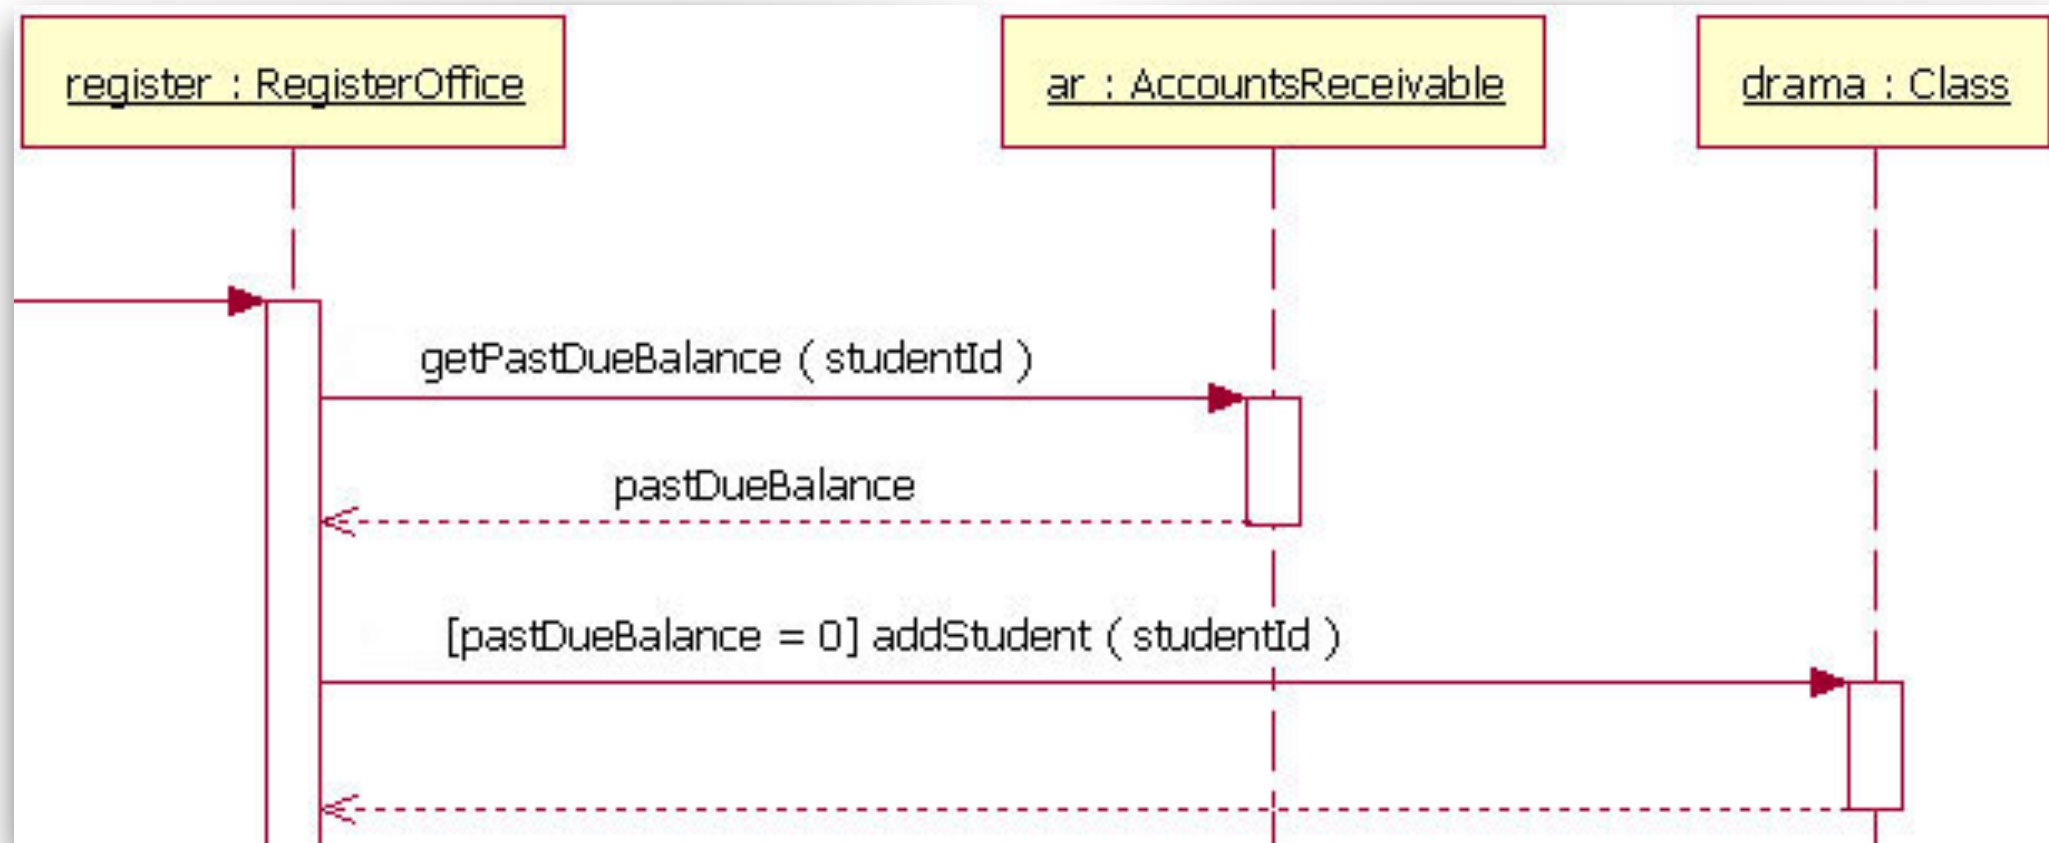 register : RegisterOffice
ar : AccountsReceivable
drama : Class
getPastDueBalance ( studentId )
pastDueBalance
[pastDueBalance = 0] addStudent ( studentId )